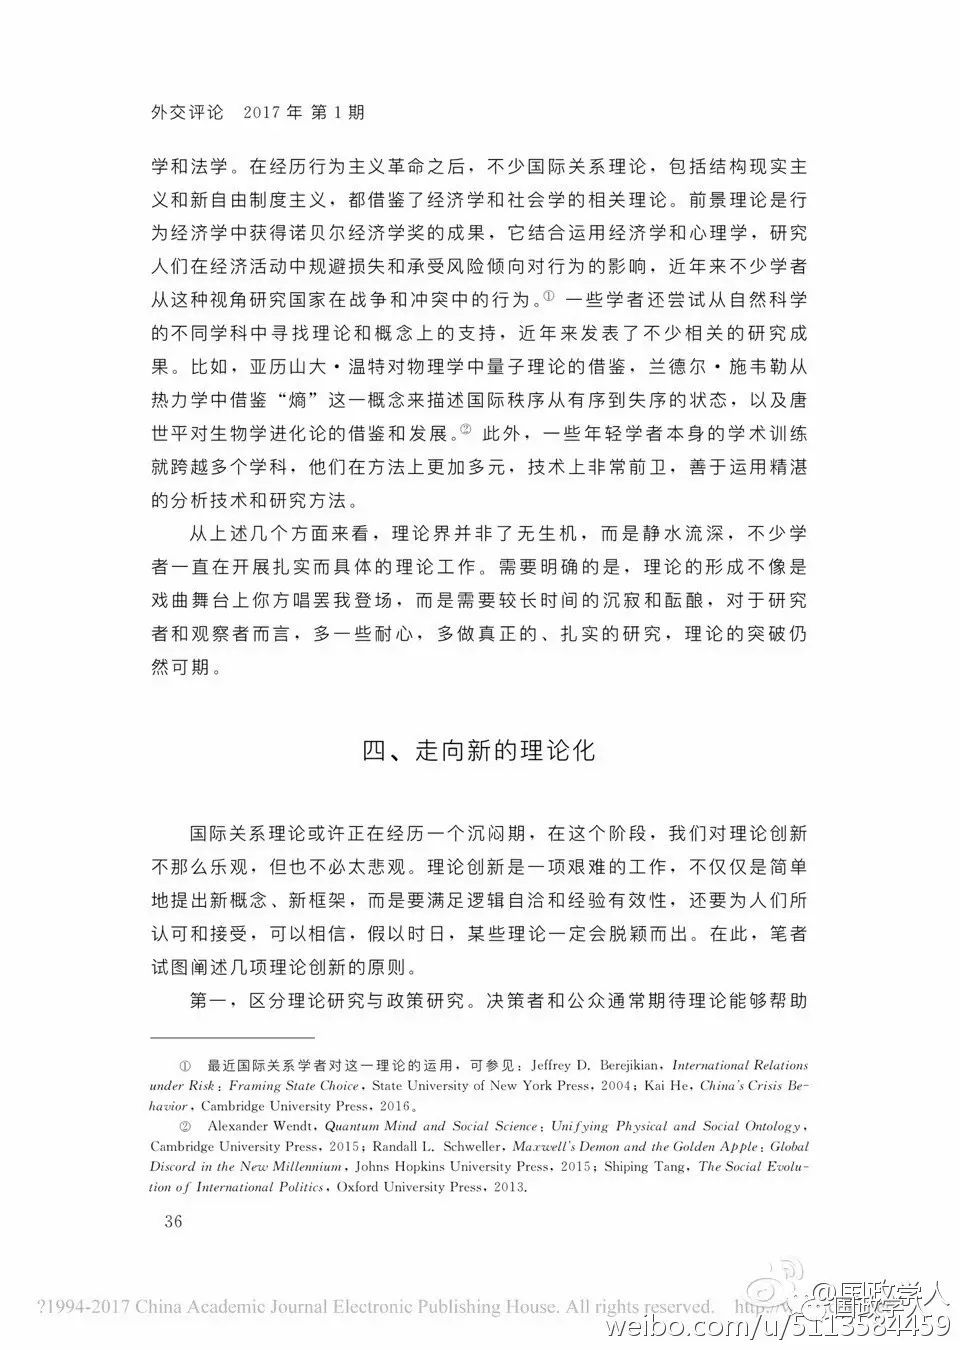 外交评论 2017年 第1期
学和法学。在经历行为主义革命之后，不少国际关系理论，包括结构现实主
义和新自由制度主义，都借鉴了经济学和社会学的相关理论。前景理论是行
为经济学中获得诺贝尔经济学奖的成果，它结合运用经济学和心理学，研究
人们在经济活动中规避损失和承受风险倾向对行为的影响，近年来不少学者
从这种视角研究国家在战争和冲突中的行为。① 一些学者还尝试从自然科学
的不同学科中寻找理论和概念上的支持，近年来发表了不少相关的研究成
果。比如，亚历山大·温特对物理学中量子理论的借鉴，兰德尔·施韦勒从
热力学中借鉴“熵”这一概念来描述国际秩序从有序到失序的状态，以及唐
世平对生物学进化论的借鉴和发展。② 此外，一些年轻学者本身的学术训练
就跨越多个学科，他们在方法上更加多元，技术上非常前卫，善于运用精湛
的分析技术和研究方法。
从上述几个方面来看，理论界并非了无生机，而是静水流深，不少学
者一直在开展扎实而具体的理论工作。需要明确的是，理论的形成不像是
戏曲舞台上你方唱罢我登场，而是需要较长时间的沉寂和酝酿，对于研究
者和观察者而言，多一些耐心，多做真正的、扎实的研究，理论的突破仍
然可期。
四、走向新的理论化
国际关系理论或许正在经历一个沉闷期，在这个阶段，我们对理论创新
不那么乐观，但也不必太悲观。理论创新是一项艰难的工作，不仅仅是简单
地提出新概念、新框架，而是要满足逻辑自洽和经验有效性，还要为人们所
认可和接受，可以相信，假以时日，某些理论一定会脱颖而出。在此，笔者
试图阐述几项理论创新的原则。
第一，区分理论研究与政策研究。决策者和公众通常期待理论能够帮助
① 最近国际关系学者对这一理论的运用，可参见：Jeffrey D. Berejikian, International Relations
under Risk: Framing State Choice, State University of New York Press, 2004; Kai He, China's Crisis Be-
havior, Cambridge University Press, 2016。
② Alexander Wendt, Quantum Mind and Social Science: Unifying Physical and Social Ontology,
Cambridge University Press, 2015; Randall L. Schweller, Maxwell's Demon and the Golden Apple: Global
Discord in the New Millennium, Johns Hopkins University Press, 2015; Shiping Tang, The Social Evolu-
tion of International Politics, Oxford University Press, 2013.
36
?1994-2017 China Academic Journal Electronic Publishing House. All rights reserved.
@国政学人
国政学人
weibo.com/u/5113584459